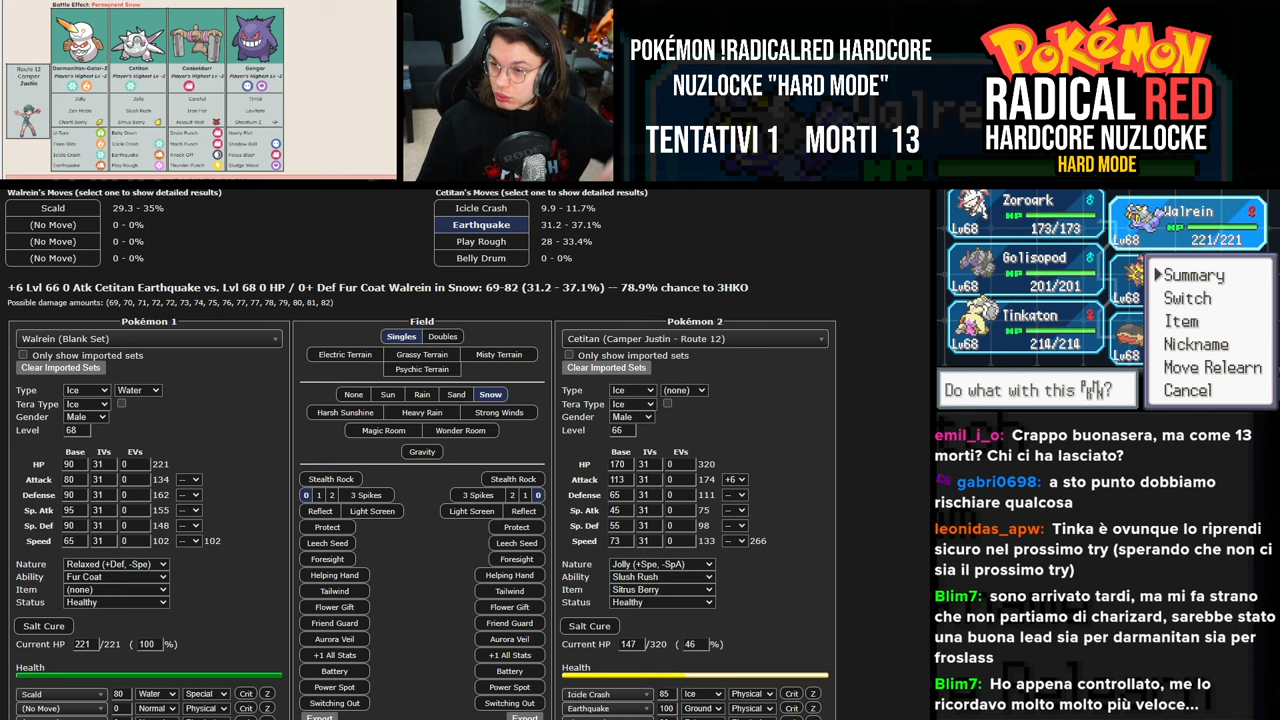 Battle Effect: Permanent Snow
Route 12
Camper
Justin
Darmanitan-Galar-Z
Cetitan
Conkeldurr
Gengar
Player's Highest Lv -2
Player's Highest Lv -2
Player's Highest Lv -2
Player's Highest Lv -2
Jolly
Jolly
Careful
Timid
Zen Mode
Slush Rush
Iron Fist
Levitate
Sitrus Berry
Assault Vest
U-Turn
Belly Drum
Drain Punch
Nasty Plot
Flare Blitz
Icicle Crash
Mach Punch
Shadow Ball
Icicle Crash
Earthquake
Knock Off
Focus Blast
Earthquake
Play Rough
Thunder Punch
Sludge Wave
POKÉMON !RADICALRED HARDCORE
NUZLOCKE "HARD MODE"
TENTATIVI 1 MORTI 13
POKéMON
RADICAL RED
HARDCORE NUZLOCKE
HARD MODE
Walrein's Moves (select one to show detailed results)
Scald 29.3 - 35%
(No Move) 0 - 0%
(No Move) 0 - 0%
(No Move) 0 - 0%
Cetitan's Moves (select one to show detailed results)
Icicle Crash 9.9 - 11.7%
Earthquake 31.2 - 37.1%
Play Rough 28 - 33.4%
Belly Drum 0 - 0%
+6 Lvl 66 0 Atk Cetitan Earthquake vs. Lvl 68 0 HP / 0+ Def Fur Coat Walrein in Snow: 69-82 (31.2 - 37.1%) -- 78.9% chance to 3HKO
Possible damage amounts: (69, 70, 71, 72, 72, 73, 74, 75, 76, 77, 77, 78, 79, 80, 81, 82)
Pokémon 1
Walrein (Blank Set)
Only show imported sets
Clear Imported Sets
Type Ice Water
Tera Type Ice
Gender Male
Level 68
Base IVs EVs
HP 90 31 0 221
Attack 80 31 0 134 --
Defense 90 31 0 162 --
Sp. Atk 95 31 0 155 --
Sp. Def 90 31 0 148 --
Speed 65 31 0 102 -- 102
Nature Relaxed (+Def, -Spe)
Ability Fur Coat
Item (none)
Status Healthy
Salt Cure
Current HP 221 /221 ( 100 %)
Health
Scald 80 Water Special Crit Z
(No Move) 0 Normal Physical Crit Z
Field
Singles Doubles
Electric Terrain Grassy Terrain Misty Terrain
Psychic Terrain
None Sun Rain Sand Snow
Harsh Sunshine Heavy Rain Strong Winds
Magic Room Wonder Room
Gravity
Stealth Rock Stealth Rock
0 1 2 3 Spikes 3 Spikes 2 1 0
Reflect Light Screen Light Screen Reflect
Protect Protect
Leech Seed Leech Seed
Foresight Foresight
Helping Hand Helping Hand
Tailwind Tailwind
Flower Gift Flower Gift
Friend Guard Friend Guard
Aurora Veil Aurora Veil
+1 All Stats +1 All Stats
Battery Battery
Power Spot Power Spot
Switching Out Switching Out
Export Export
Pokémon 2
Cetitan (Camper Justin - Route 12)
Only show imported sets
Clear Imported Sets
Type Ice (none)
Tera Type Ice
Gender Male
Level 66
Base IVs EVs
HP 170 31 0 320
Attack 113 31 0 174 +6
Defense 65 31 0 111 --
Sp. Atk 45 31 0 75 --
Sp. Def 55 31 0 98 --
Speed 73 31 0 133 -- 266
Nature Jolly (+Spe, -SpA)
Ability Slush Rush
Item Sitrus Berry
Status Healthy
Salt Cure
Current HP 147 /320 ( 46 %)
Health
Icicle Crash 85 Ice Physical Crit Z
Earthquake 100 Ground Physical Crit Z
Zoroark
HP
Lv68 173/173
Golisopod
HP
Lv68 201/201
Tinkaton
HP
Lv68 214/214
Walrein
HP
Lv68 221/221
Lv68
Lv68
Summary
Switch
Item
Nickname
Move Relearn
Cancel
Do what with this PKMN?
emil_i_o: Crappo buonasera, ma come 13
morti? Chi ci ha lasciato?
gabri0698: a sto punto dobbiamo
rischiare qualcosa
leonidas_apw: Tinka è ovunque lo riprendi
sicuro nel prossimo try (sperando che non ci
sia il prossimo try)
Blim7: sono arrivato tardi, ma mi fa strano
che non partiamo di charizard, sarebbe stato
una buona lead sia per darmanitan sia per
froslass
Blim7: Ho appena controllato, me lo
ricordavo molto molto più veloce...